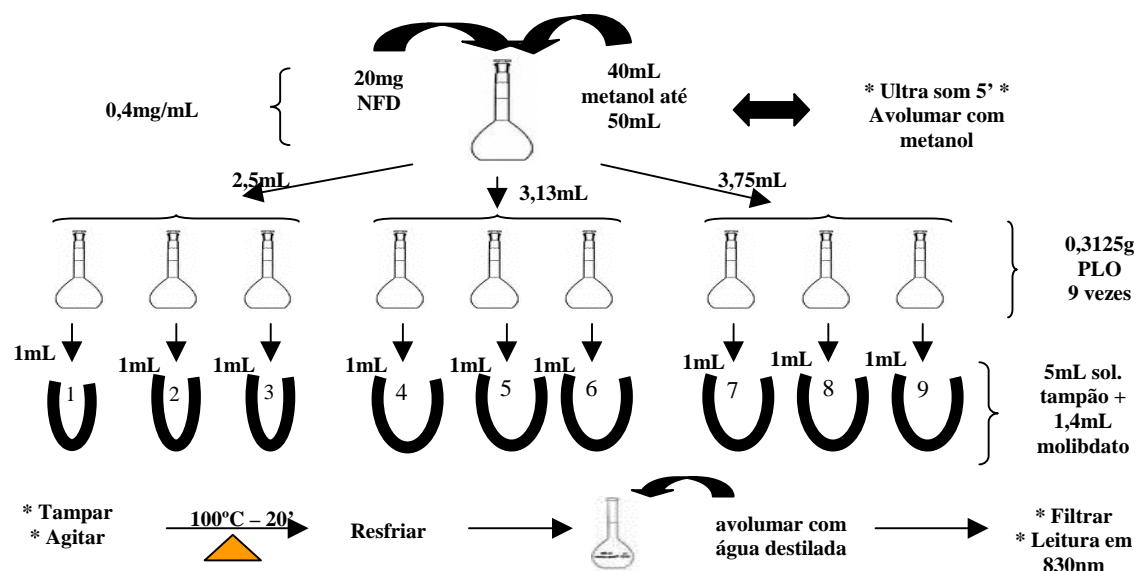 20mg
NFD
40mL
metanol até
50mL
0,4mg/mL
* Ultra som 5’ *
Avolumar com
metanol
2,5mL
3,13mL
3,75mL
0,3125g
PLO
9 vezes
1mL
1mL
1mL
1mL
1mL
1mL
1mL
1mL
1mL
1
2
3
4
5
6
7
8
9
5mL sol.
tampão +
1,4mL
molibdato
* Tampar
* Agitar
100ºC – 20’
Resfriar
avolumar com
água destilada
* Filtrar
* Leitura em
830nm